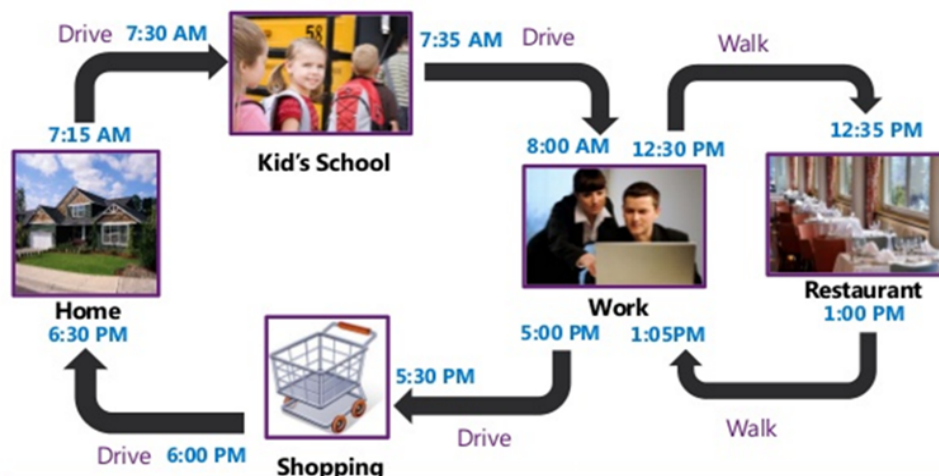 Drive 7:30 AM
58
7:35 AM Drive
Walk
7:15 AM
Kid's School
8:00 AM 12:30 PM
12:35 PM
Home
6:30 PM
Work
5:00 PM 1:05PM
Restaurant
1:00 PM
5:30 PM
Drive
Walk
Drive 6:00 PM
Shopping